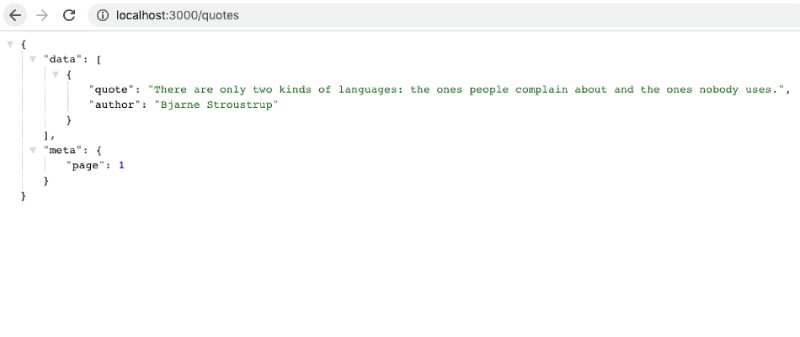 localhost:3000/quotes
{
"data": [
{
"quote": "There are only two kinds of languages: the ones people complain about and the ones nobody uses.",
"author": "Bjarne Stroustrup"
}
],
"meta": {
"page": 1
}
}